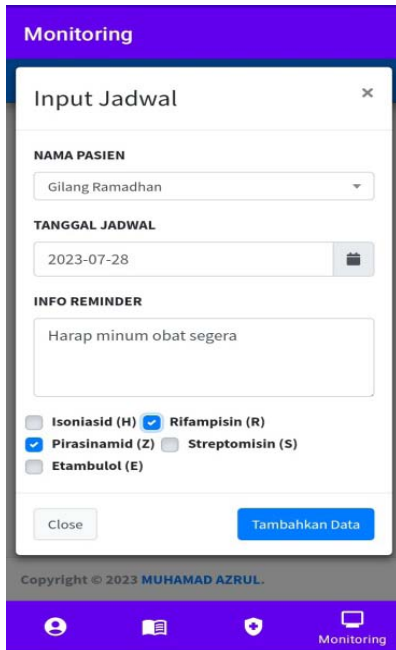 Monitoring
Input Jadwal ×
NAMA PASIEN
Gilang Ramadhan
TANGGAL JADWAL
2023-07-28
INFO REMINDER
Harap minum obat segera
Isoniasid (H) Rifampisin (R)
Pirasinamid (Z) Streptomisin (S)
Etambulol (E)
Close Tambahkan Data
Copyright © 2023 MUHAMAD AZRUL.
Monitoring